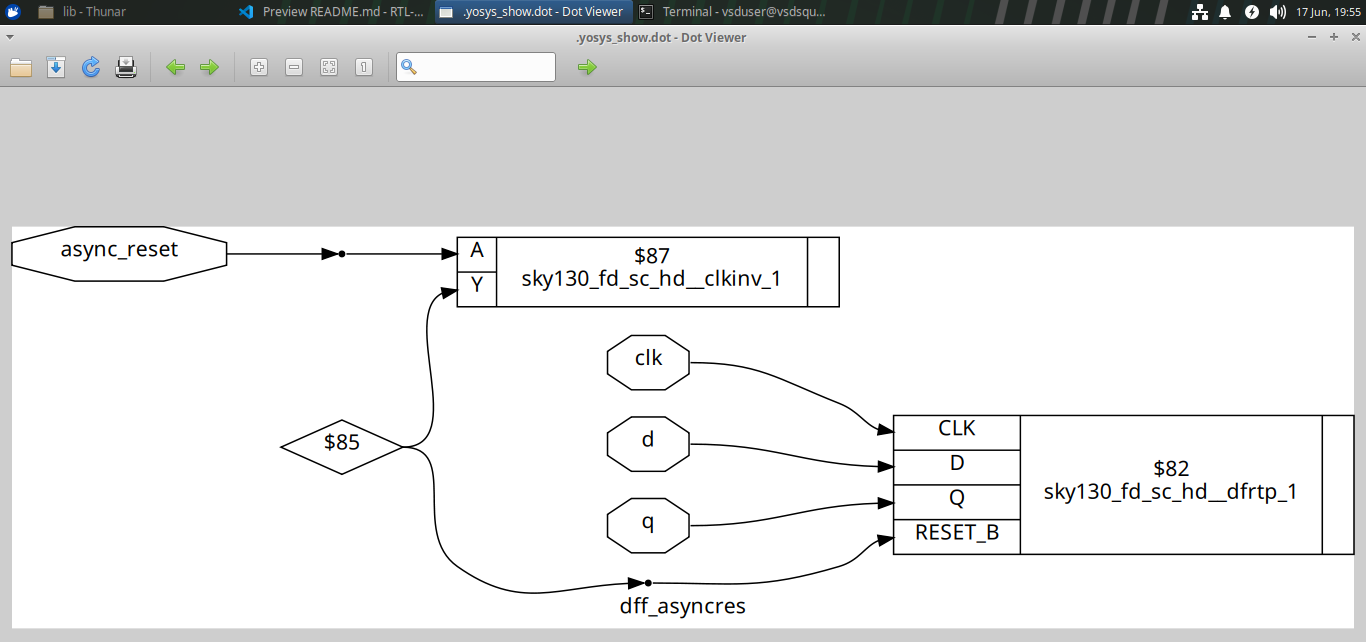 lib - Thunar
Preview README.md - RTL-...
.yosys_show.dot - Dot Viewer
Terminal - vsduser@vsdsqu...
17 Jun, 19:55
.yosys_show.dot - Dot Viewer
1
async_reset
A
Y
$87
sky130_fd_sc_hd__clkinv_1
clk
$85
d
q
CLK
D
Q
RESET_B
$82
sky130_fd_sc_hd__dfrtp_1
dff_asyncres